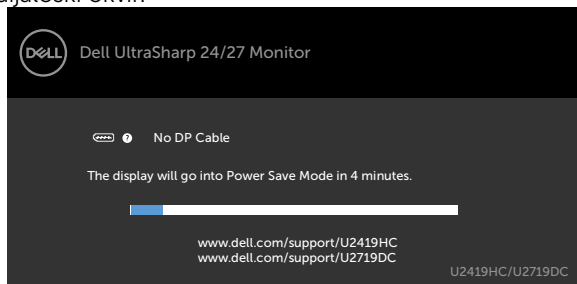 DELL
Dell UltraSharp 24/27 Monitor
? No DP Cable
The display will go into Power Save Mode in 4 minutes.
www.dell.com/support/U2419HC
www.dell.com/support/U2719DC
U2419HC/U2719DC